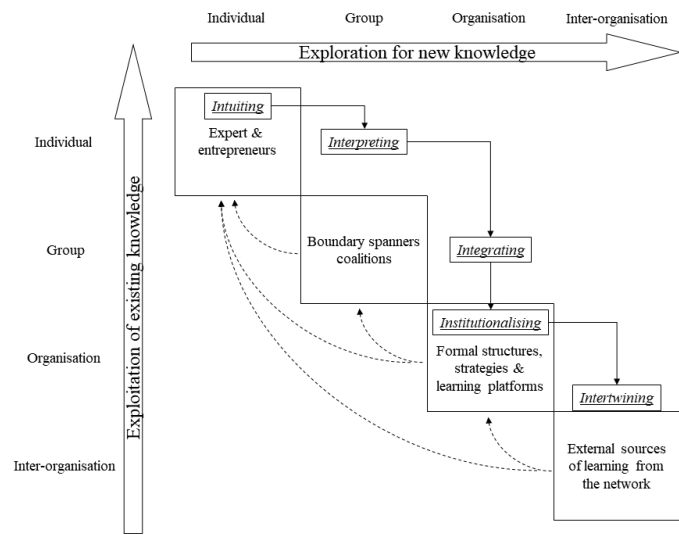 Individual
Group
Organisation
Inter-organisation
Exploration for new knowledge
Exploitation of existing knowledge
Individual
Group
Organisation
Inter-organisation
Intuiting
Expert &
entrepreneurs
Interpreting
Boundary spanners
coalitions
Integrating
Institutionalising
Formal structures,
strategies &
learning platforms
Intertwining
External sources
of learning from
the network